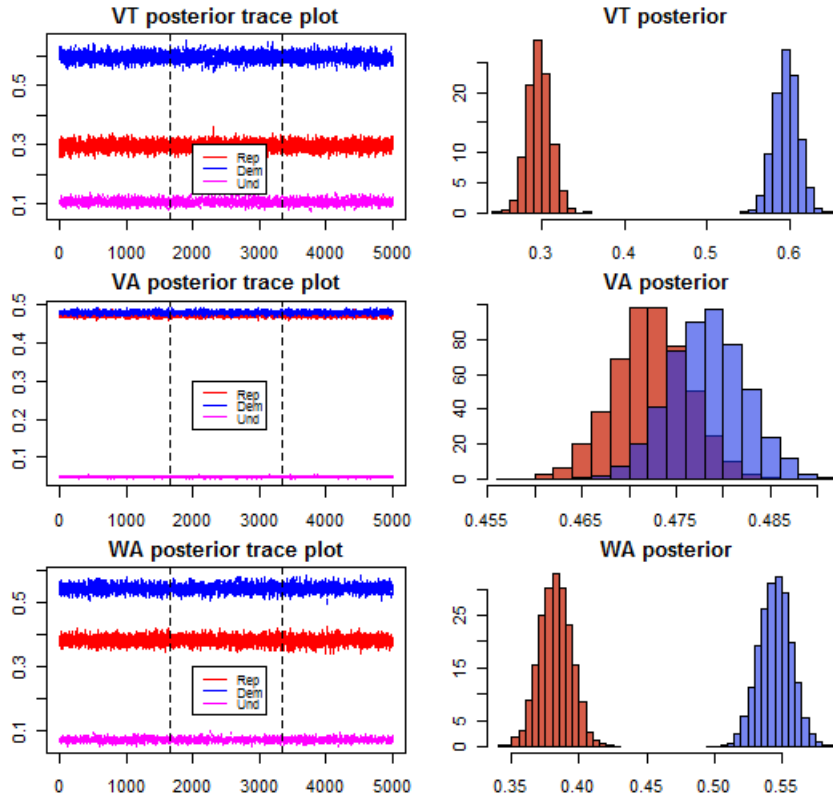 VT posterior trace plot
0.5
0.3
0.1
Rep
Dem
Und
0 1000 2000 3000 4000 5000
VT posterior
20
15
10
5
0
0.3 0.4 0.5 0.6
VA posterior trace plot
0.5
0.4
0.3
0.2
0.1
Rep
Dem
Und
0 1000 2000 3000 4000 5000
VA posterior
80
60
40
20
0
0.455 0.465 0.475 0.485
WA posterior trace plot
0.5
0.3
0.1
Rep
Dem
Und
0 1000 2000 3000 4000 5000
WA posterior
25
15
5
0
0.35 0.40 0.45 0.50 0.55